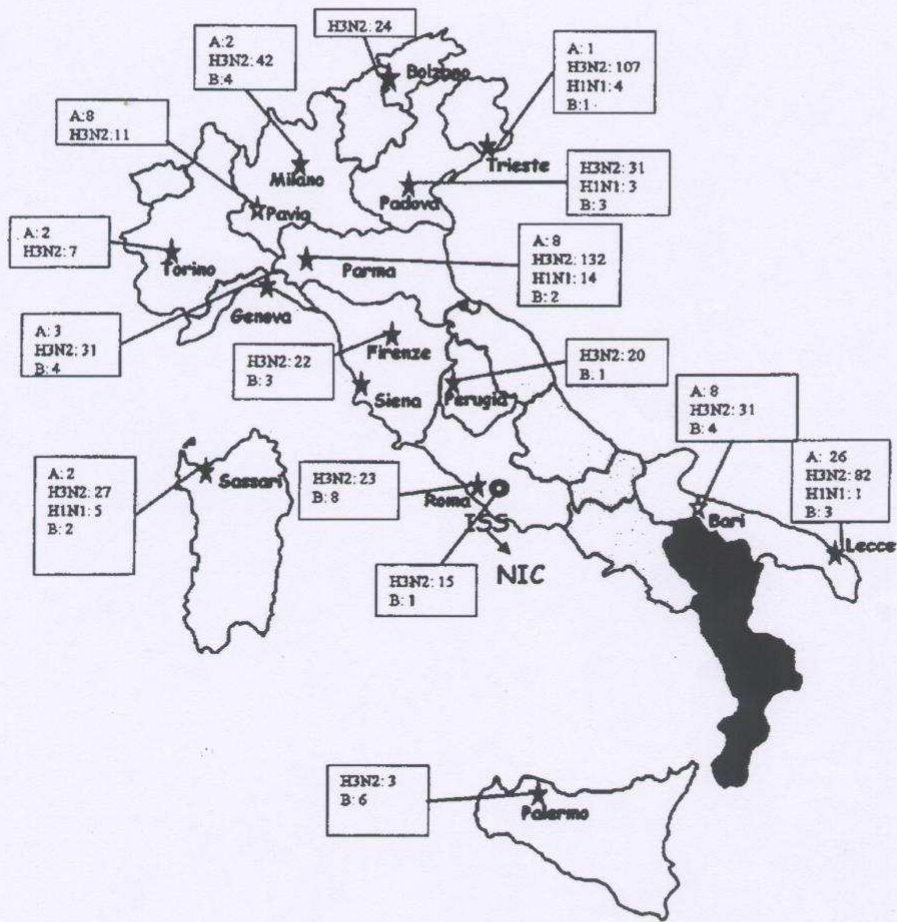 H3N2: 24
A: 2
H3N2: 42
B: 4
A: 1
H3N2: 107
H1N1: 4
B: 1
A: 8
H3N2: 11
Bolzano
Trieste
H3N2: 31
H1N1: 3
B: 3
Milano
Padova
Pavia
A: 2
H3N2: 7
Torino
Parma
A: 8
H3N2: 132
H1N1: 14
B: 2
Geneva
A: 3
H3N2: 31
B: 4
H3N2: 22
B: 3
Firenze
Siena
Perugia
H3N2: 20
B: 1
A: 8
H3N2: 31
B: 4
A: 2
H3N2: 27
H1N1: 5
B: 2
Sassari
H3N2: 23
B: 8
Roma
ISS
NIC
A: 26
H3N2: 82
H1N1: 1
B: 3
Bari
Lecce
H3N2: 15
B: 1
H3N2: 3
B: 6
Palermo